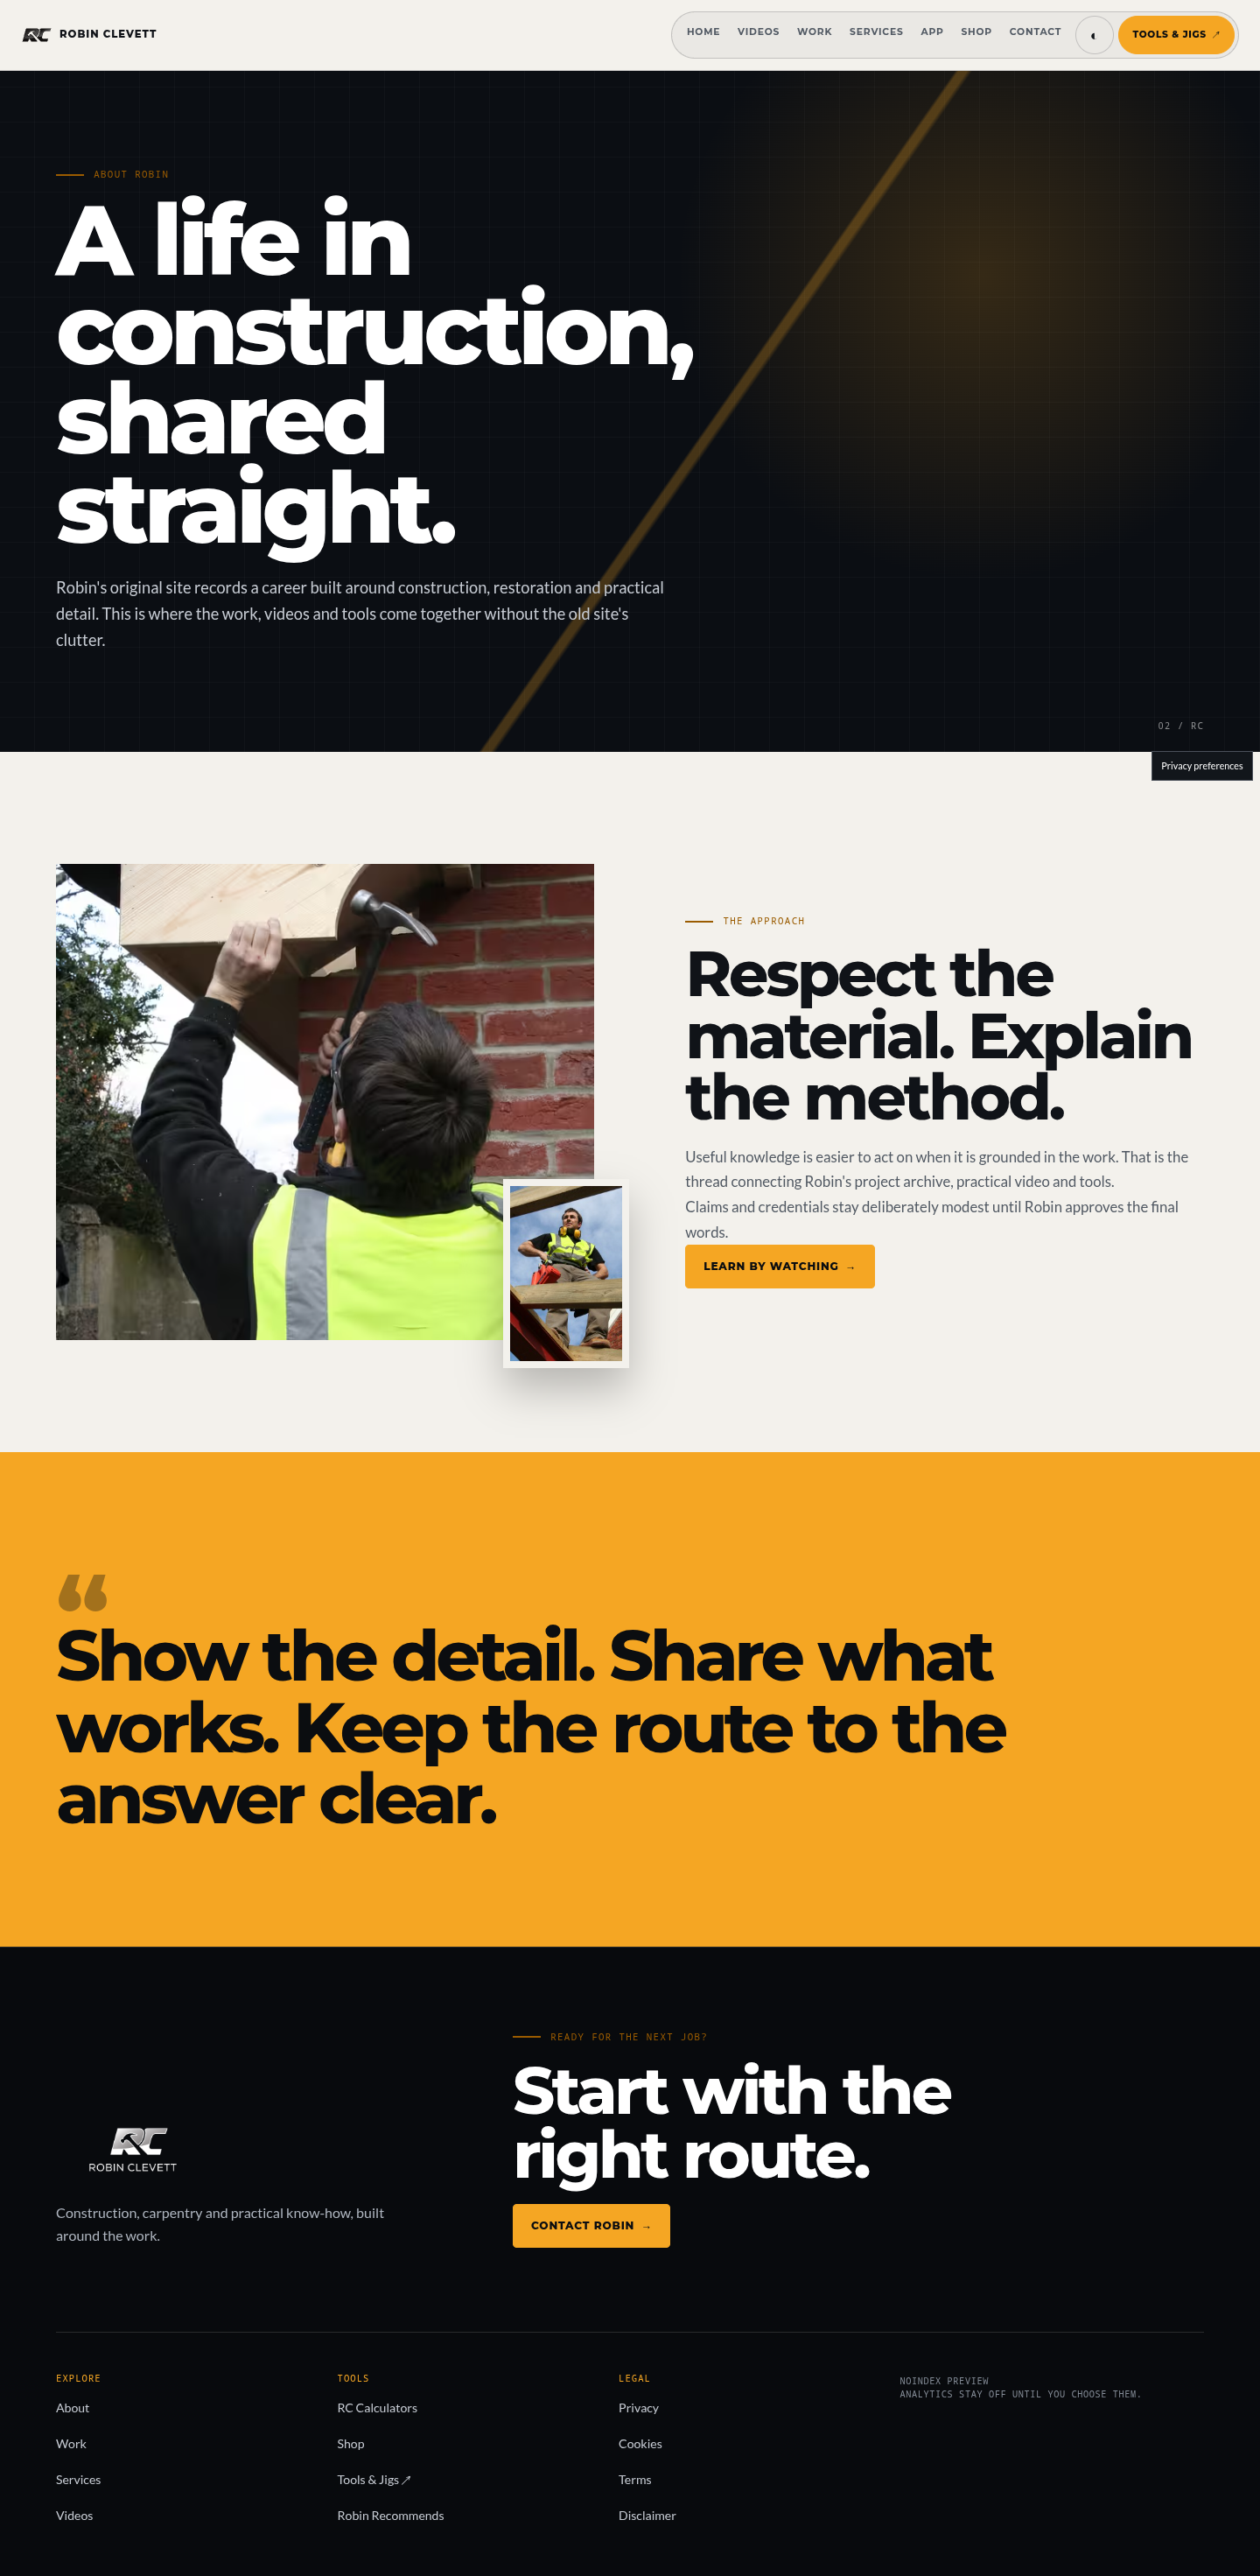 RC ROBIN CLEVETT
HOME VIDEOS WORK SERVICES APP SHOP CONTACT TOOLS & JIGS ↗
ABOUT ROBIN
A life in
construction,
shared
straight.
Robin's original site records a career built around construction, restoration and practical
detail. This is where the work, videos and tools come together without the old site's
clutter.
02 / RC
Privacy preferences
THE APPROACH
Respect the
material. Explain
the method.
Useful knowledge is easier to act on when it is grounded in the work. That is the
thread connecting Robin's project archive, practical video and tools.
Claims and credentials stay deliberately modest until Robin approves the final
words.
LEARN BY WATCHING →
“
Show the detail. Share what
works. Keep the route to the
answer clear.
READY FOR THE NEXT JOB?
Start with the
right route.
CONTACT ROBIN →
RC
ROBIN CLEVETT
Construction, carpentry and practical know-how, built
around the work.
EXPLORE
About
Work
Services
Videos
TOOLS
RC Calculators
Shop
Tools & Jigs ↗
Robin Recommends
LEGAL
Privacy
Cookies
Terms
Disclaimer
NOINDEX PREVIEW
ANALYTICS STAY OFF UNTIL YOU CHOOSE THEM.